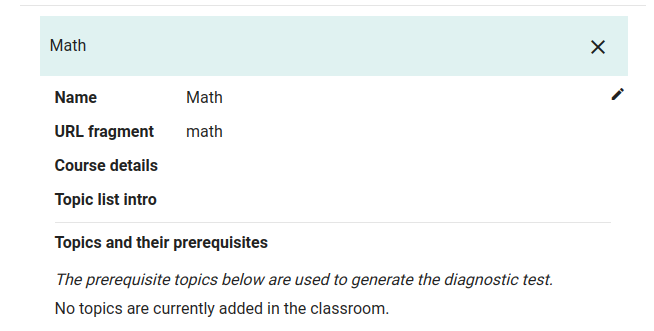 Math
Name Math
URL fragment math
Course details
Topic list intro
Topics and their prerequisites
The prerequisite topics below are used to generate the diagnostic test.
No topics are currently added in the classroom.